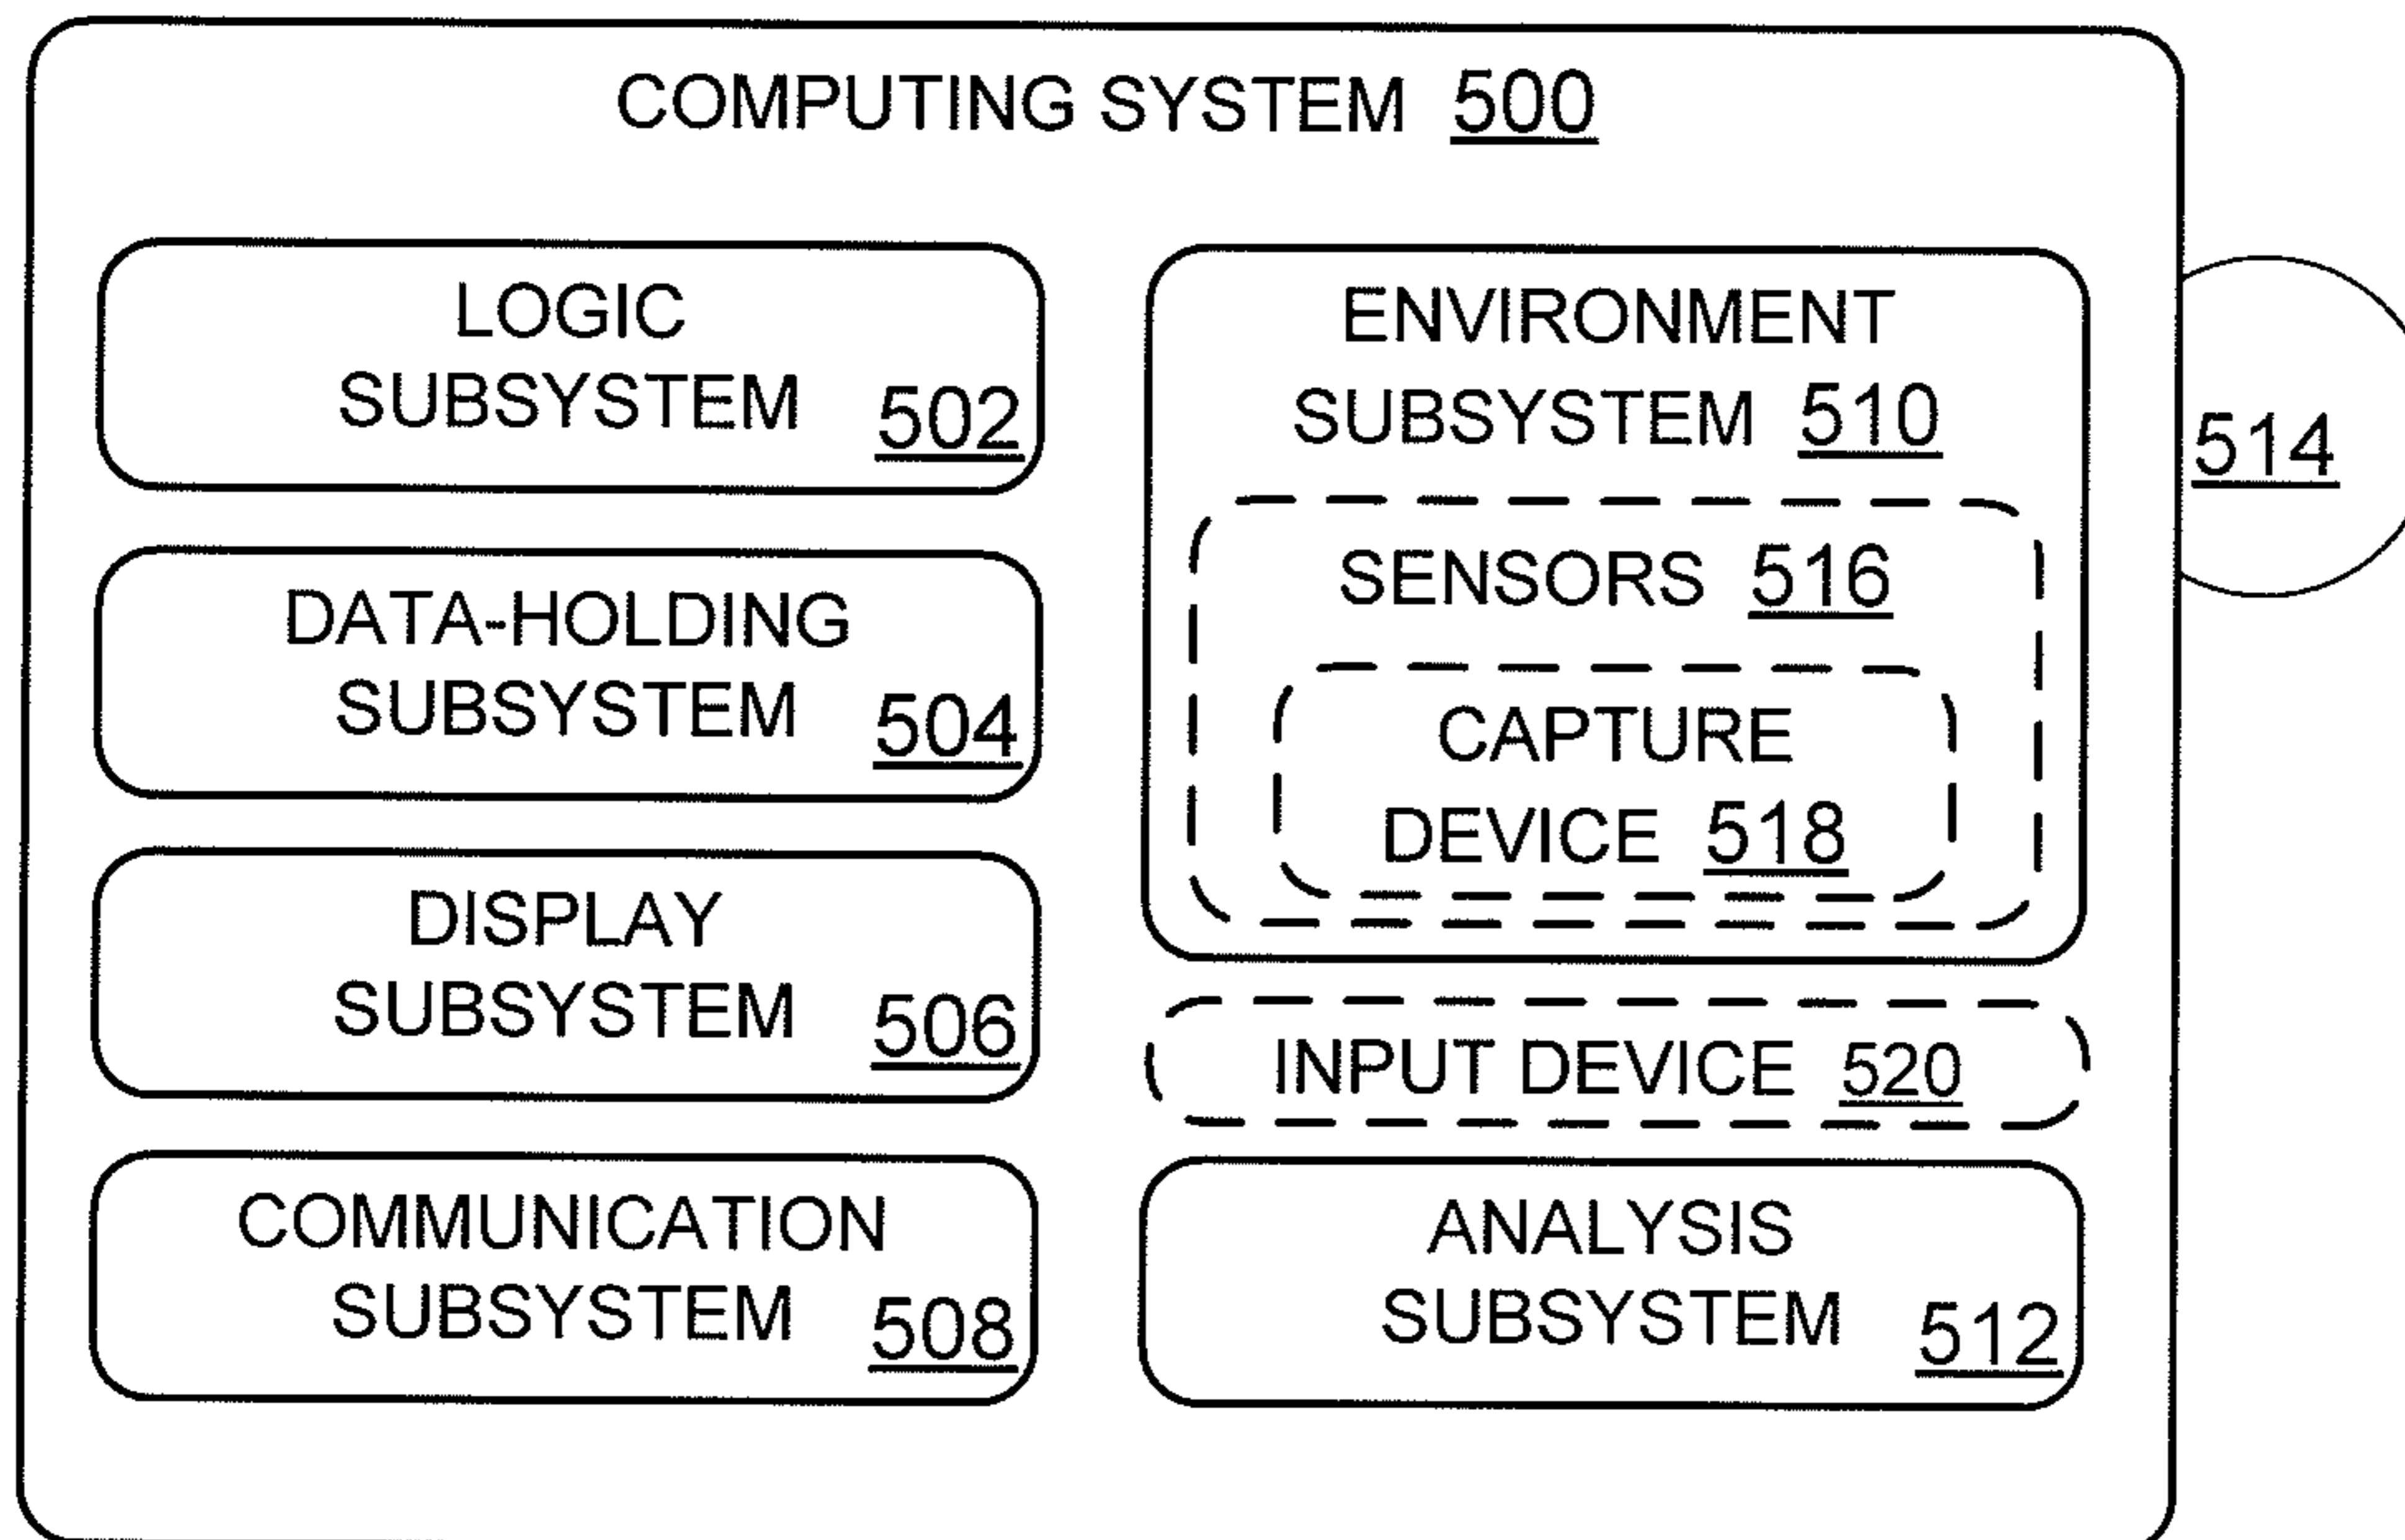 COMPUTING SYSTEM 500
LOGIC
SUBSYSTEM 502
DATA-HOLDING
SUBSYSTEM 504
DISPLAY
SUBSYSTEM 506
COMMUNICATION
SUBSYSTEM 508
ENVIRONMENT
SUBSYSTEM 510
SENSORS 516
CAPTURE
DEVICE 518
INPUT DEVICE 520
ANALYSIS
SUBSYSTEM 512
514